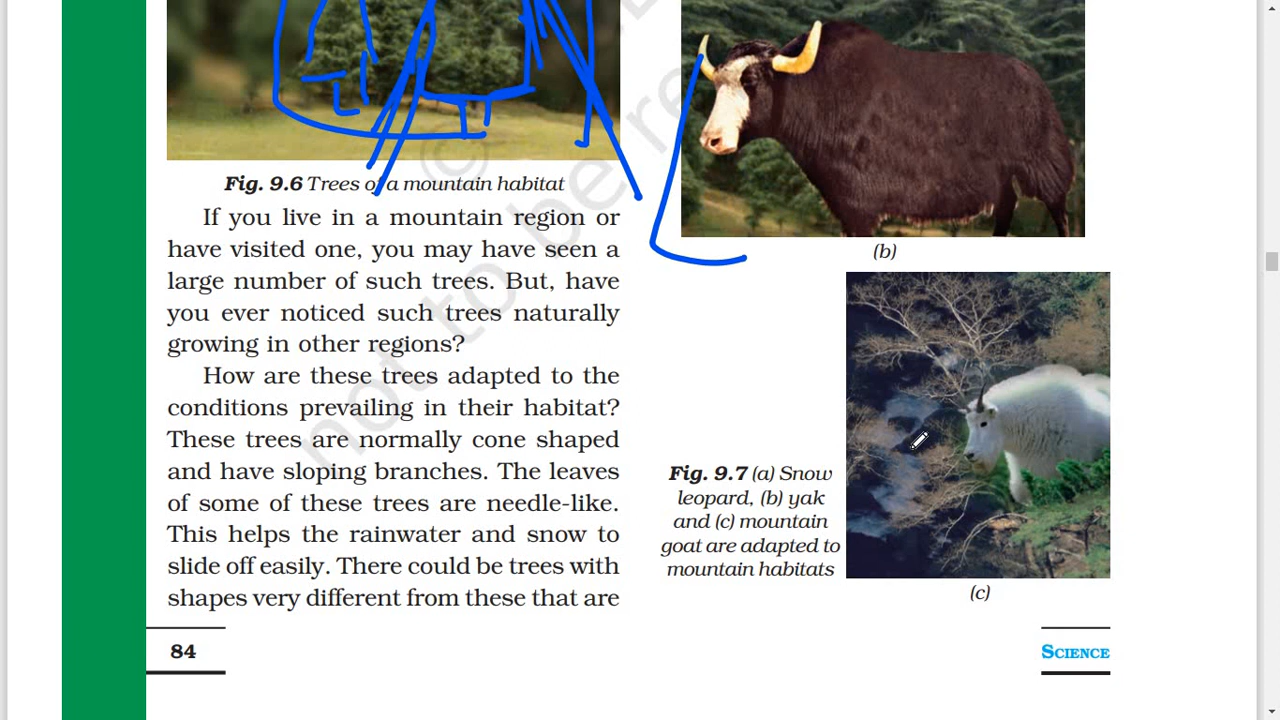 Fig. 9.6 Trees of a mountain habitat
If you live in a mountain region or
have visited one, you may have seen a
large number of such trees. But, have
you ever noticed such trees naturally
growing in other regions?
How are these trees adapted to the
conditions prevailing in their habitat?
These trees are normally cone shaped
and have sloping branches. The leaves
of some of these trees are needle-like.
This helps the rainwater and snow to
slide off easily. There could be trees with
shapes very different from these that are
(b)
Fig. 9.7 (a) Snow
leopard, (b) yak
and (c) mountain
goat are adapted to
mountain habitats
(c)
84
SCIENCE
© not to be re